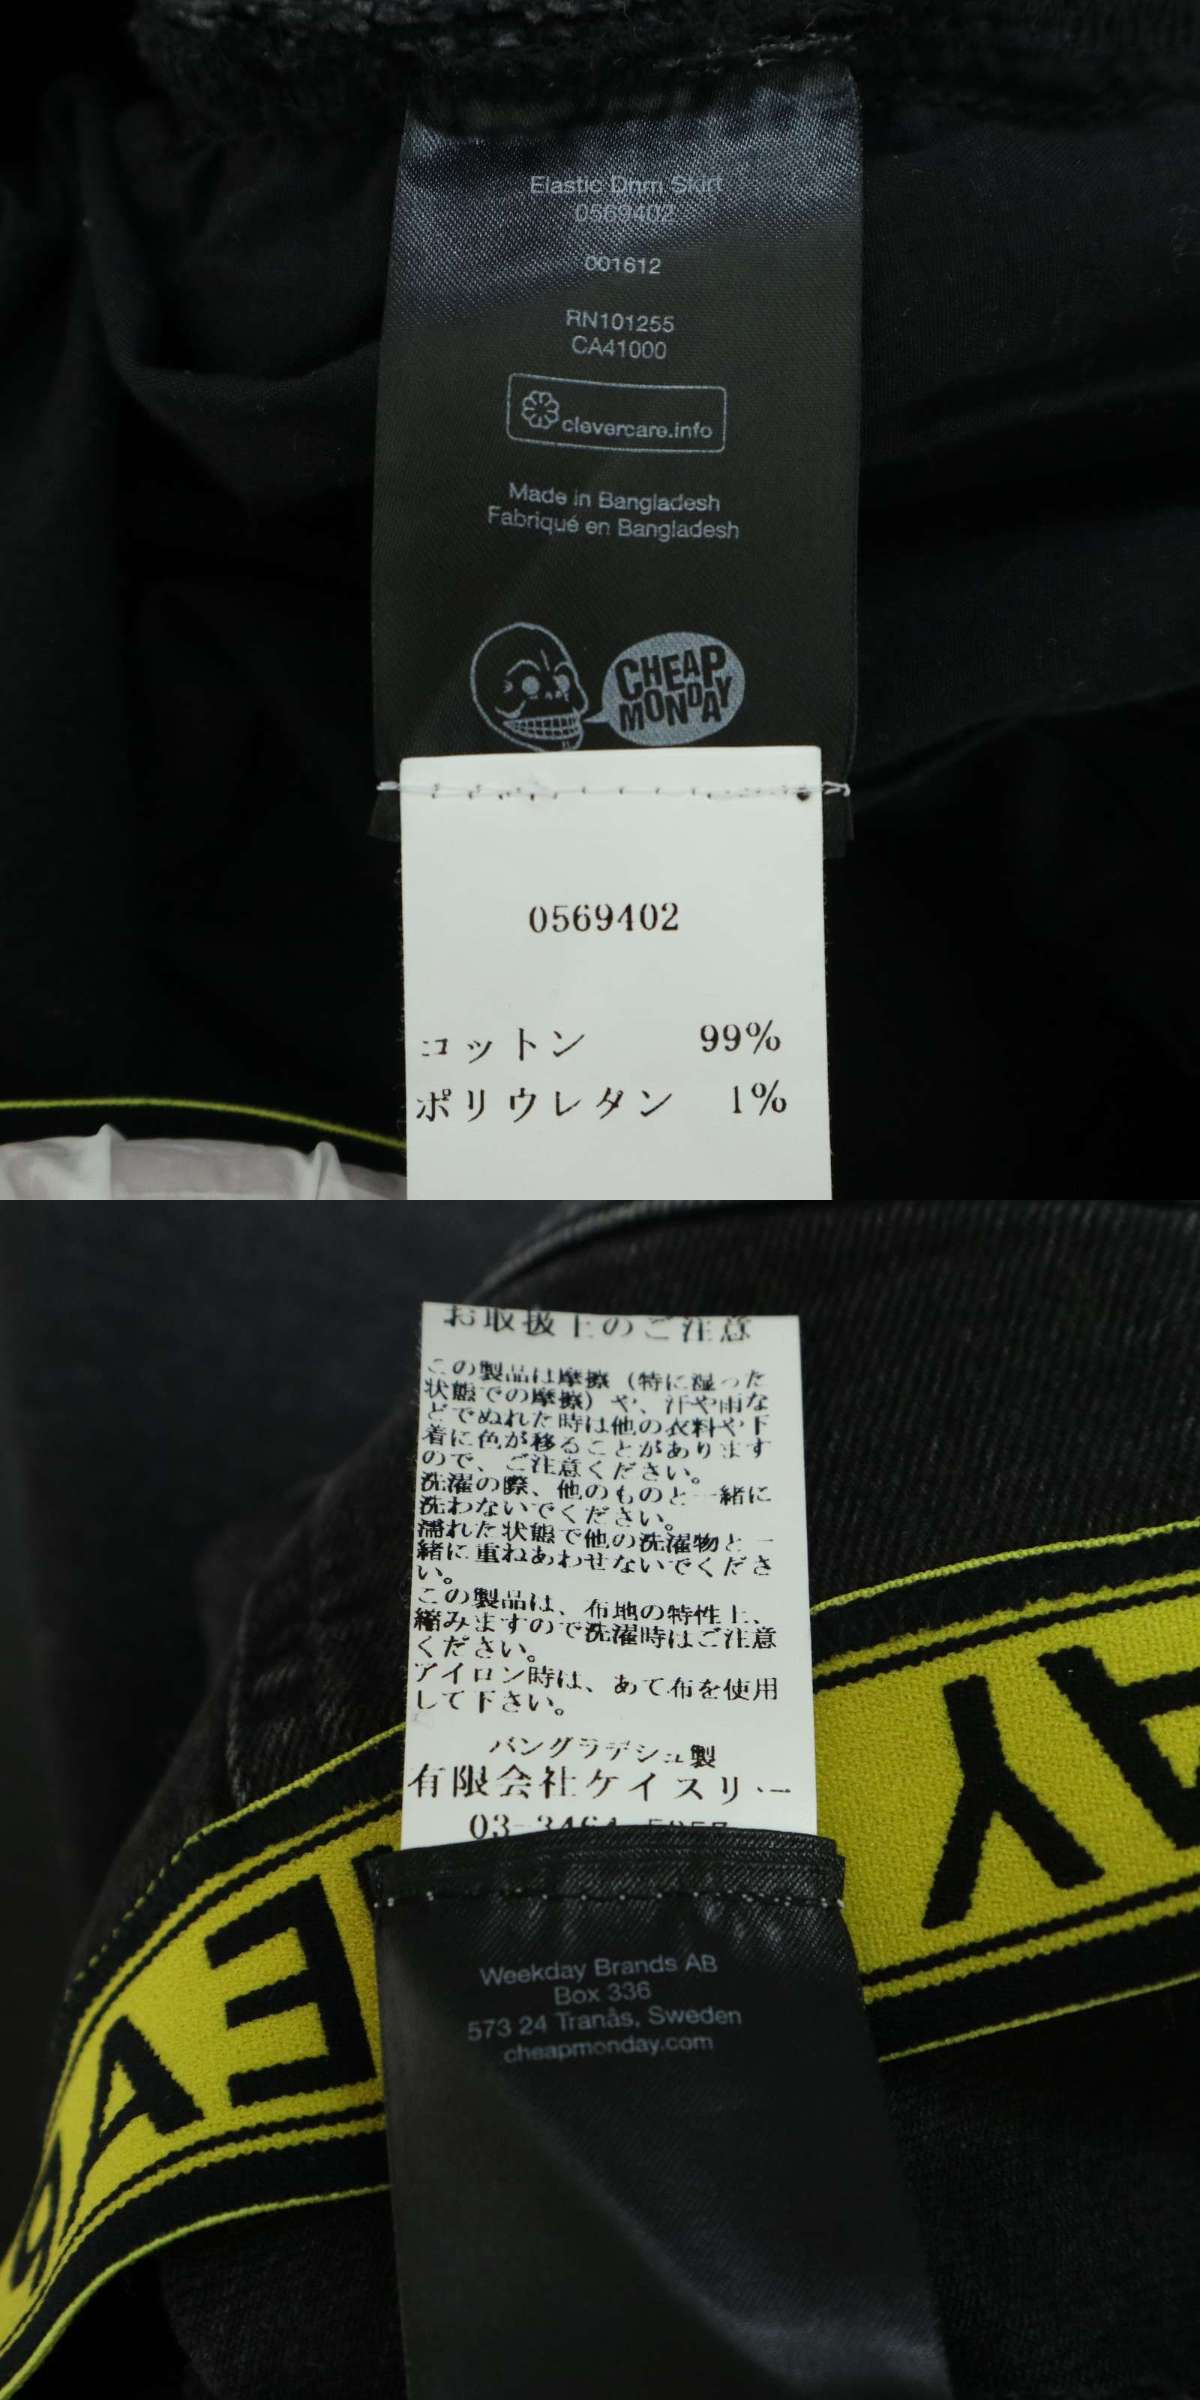 Elastic Dnm Skirt
0569402
001612
RN101255
CA41000
clevercare.info
Made in Bangladesh
Fabriqué en Bangladesh
CHEAP
MONDAY
0569402
コットン 99%
ポリウレタン 1%
お取扱上のご注意
この製品は摩擦（特に湿った
状態での摩擦）や、汗や雨な
どでぬれた時は他の衣料や下
着に色が移ることがあります
ので、ご注意ください。
洗濯の際、他のものと一緒に
洗わないでください。
濡れた状態で他の洗濯物と一
緒に重ねあわせないでくださ
い。
この製品は、布地の特性上、
縮みますので洗濯時はご注意
ください。
アイロン時は、あて布を使用
して下さい。
バングラデシュ製
有限会社ケイスリー
03-3464
Weekday Brands AB
Box 336
573 24 Tranås, Sweden
cheapmonday.com